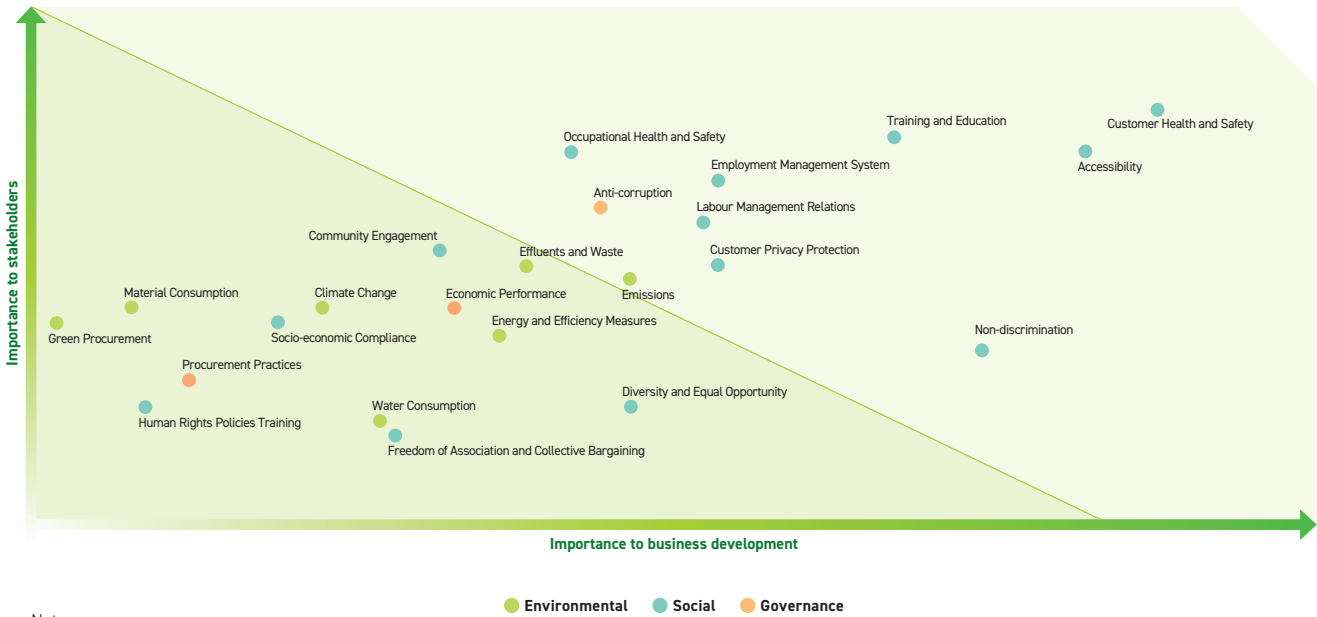 Importance to stakeholders
Customer Health and Safety
Training and Education
Occupational Health and Safety
Accessibility
Employment Management System
Anti-corruption
Labour Management Relations
Community Engagement
Effluents and Waste
Customer Privacy Protection
Material Consumption
Climate Change
Economic Performance
Emissions
Energy and Efficiency Measures
Green Procurement
Socio-economic Compliance
Non-discrimination
Procurement Practices
Diversity and Equal Opportunity
Water Consumption
Human Rights Policies Training
Freedom of Association and Collective Bargaining
Importance to business development
Environmental
Social
Governance